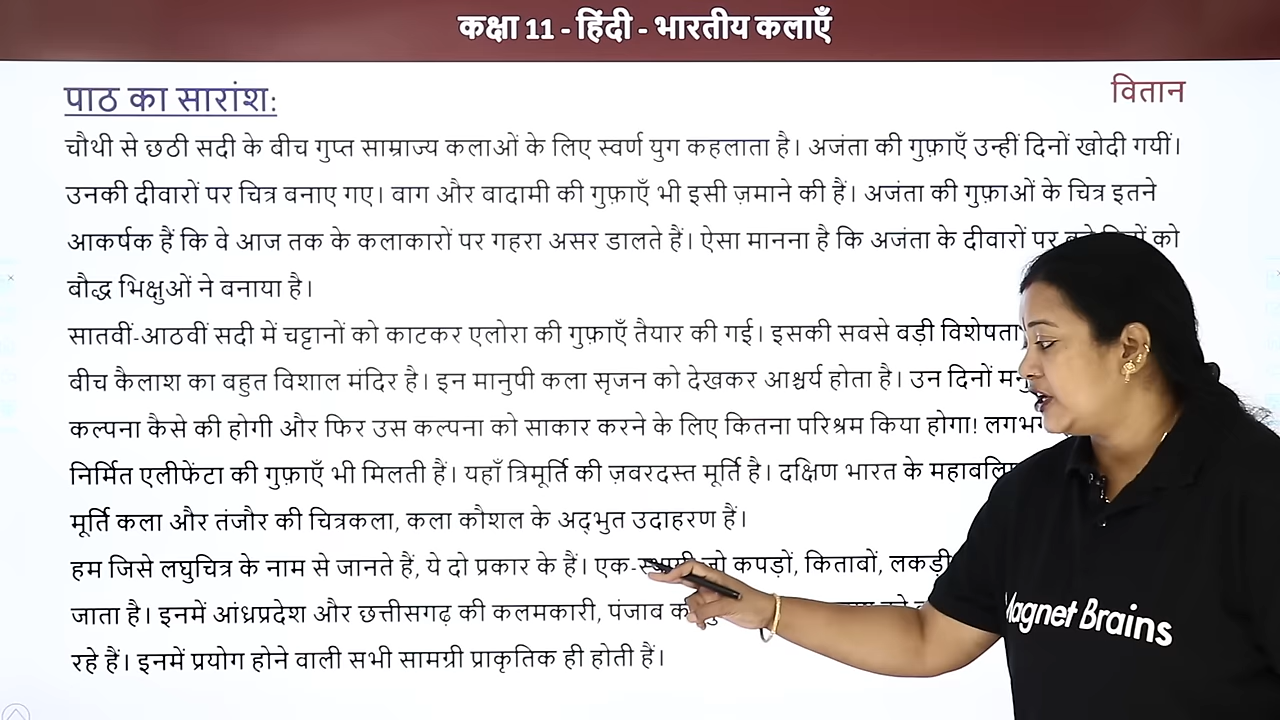 कक्षा 11 - हिंदी - भारतीय कलाएँ
पाठ का सारांश:
वितान
चौथी से छठी सदी के बीच गुप्त साम्राज्य कलाओं के लिए स्वर्ण युग कहलाता है। अजंता की गुफ़ाएँ उन्हीं दिनों खोदी गयीं।
उनकी दीवारों पर चित्र बनाए गए। बाग और बादामी की गुफ़ाएँ भी इसी ज़माने की हैं। अजंता की गुफ़ाओं के चित्र इतने
आकर्षक हैं कि वे आज तक के कलाकारों पर गहरा असर डालते हैं। ऐसा मानना है कि अजंता के दीवारों पर को
बौद्ध भिक्षुओं ने बनाया है।
सातवीं-आठवीं सदी में चट्टानों को काटकर एलोरा की गुफ़ाएँ तैयार की गई। इसकी सबसे बड़ी विशेषता
बीच कैलाश का बहुत विशाल मंदिर है। इन मानुषी कला सृजन को देखकर आश्चर्य होता है। उन दिनों
कल्पना कैसे की होगी और फिर उस कल्पना को साकार करने के लिए कितना परिश्रम किया होगा!
निर्मित एलीफेंटा की गुफ़ाएँ भी मिलती हैं। यहाँ त्रिमूर्ति की ज़बरदस्त मूर्ति है। दक्षिण भारत के
मूर्ति कला और तंजौर की चित्रकला, कला कौशल के अद्भुत उदाहरण हैं।
हम जिसे लघुचित्र के नाम से जानते हैं, ये दो प्रकार के हैं। एक- जो कपड़ों, किताबों, लकड़ी
जाता है। इनमें आंध्रप्रदेश और छत्तीसगढ़ की कलमकारी, पंजाब
रहे हैं। इनमें प्रयोग होने वाली सभी सामग्री प्राकृतिक ही होती हैं।
Magnet Brains